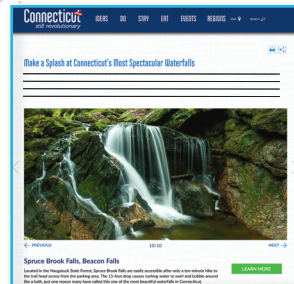 Connecticut
still revolutionary
IDEAS DO STAY EAT EVENTS REGIONS MAP SEARCH
Make a Splash at Connecticut's Most Spectacular Waterfalls
PREVIOUS 10/10 NEXT
Spruce Brook Falls, Beacon Falls
Located in the Naugatuck State Forest, Spruce Brook Falls are easily accessible after only a ten-minute hike to
the trail head across from the parking area. The 15-foot drop causes rushing water to swirl and bubble around
like a bath, just one reason many have called this one of the most beautiful waterfalls in Connecticut.
LEARN MORE